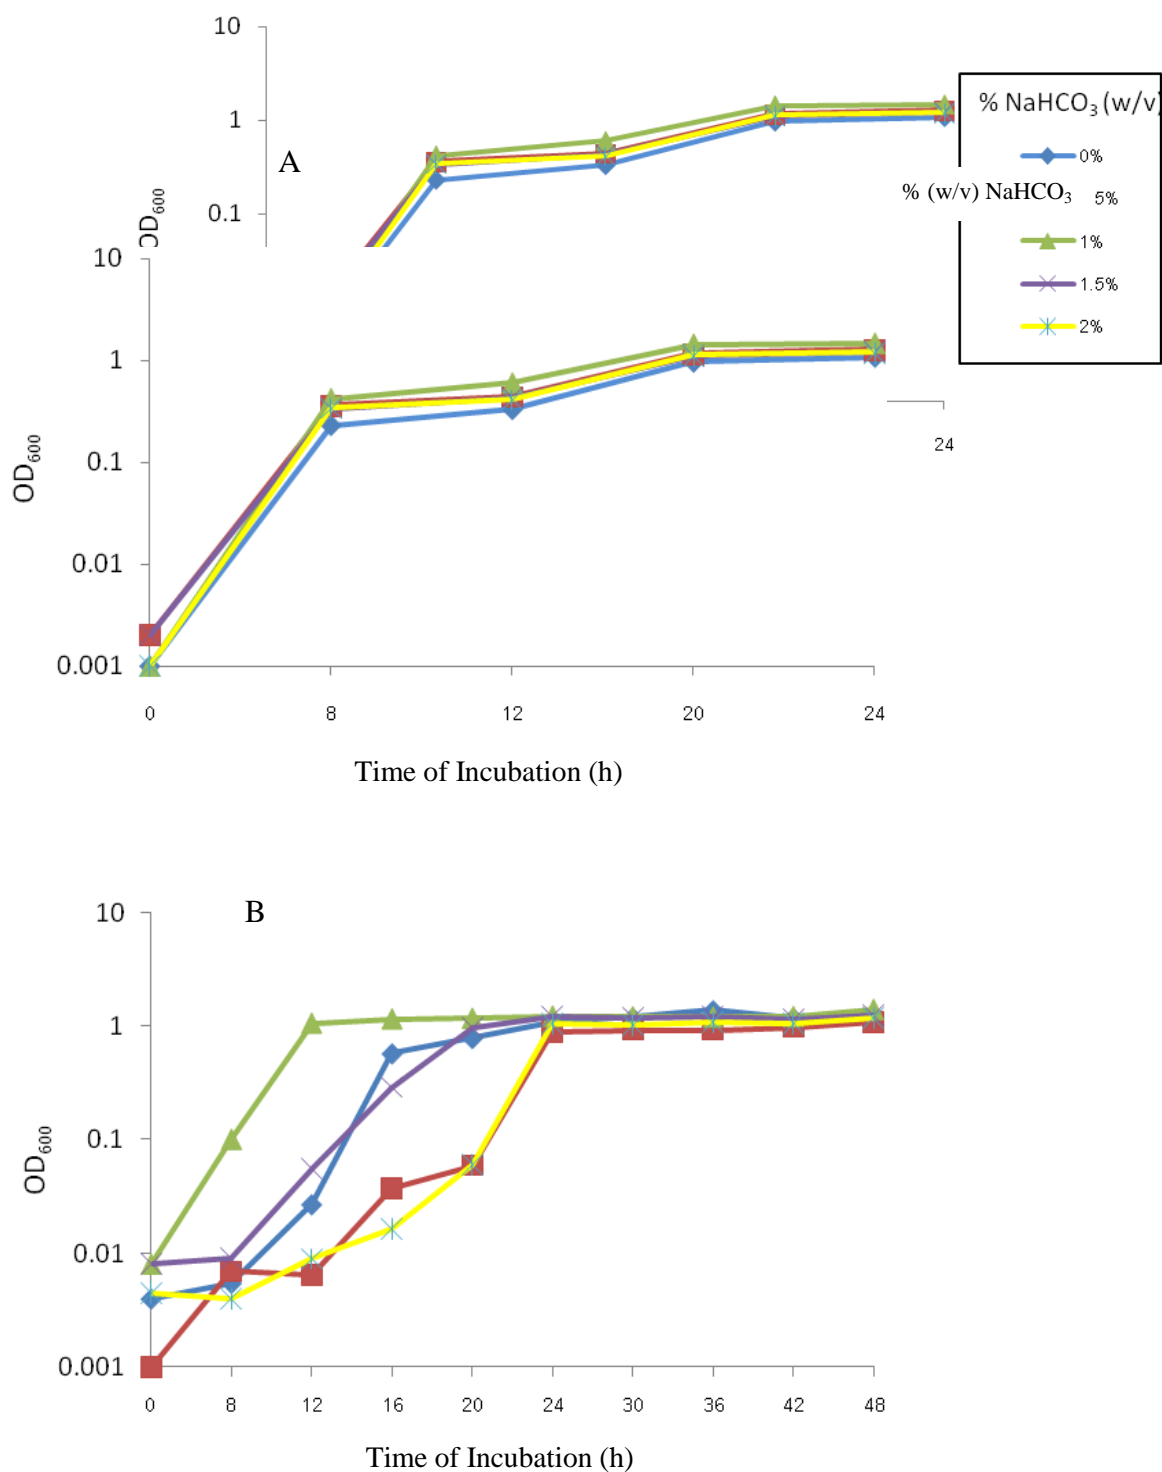 10
1
0.1
OD600
A
% NaHCO3 (w/v)
0%
% (w/v) NaHCO3 5%
1%
1.5%
2%
24
10
1
0.1
0.01
0.001
OD600
0 8 12 20 24
Time of Incubation (h)
B
10
1
0.1
0.01
0.001
OD600
0 8 12 16 20 24 30 36 42 48
Time of Incubation (h)